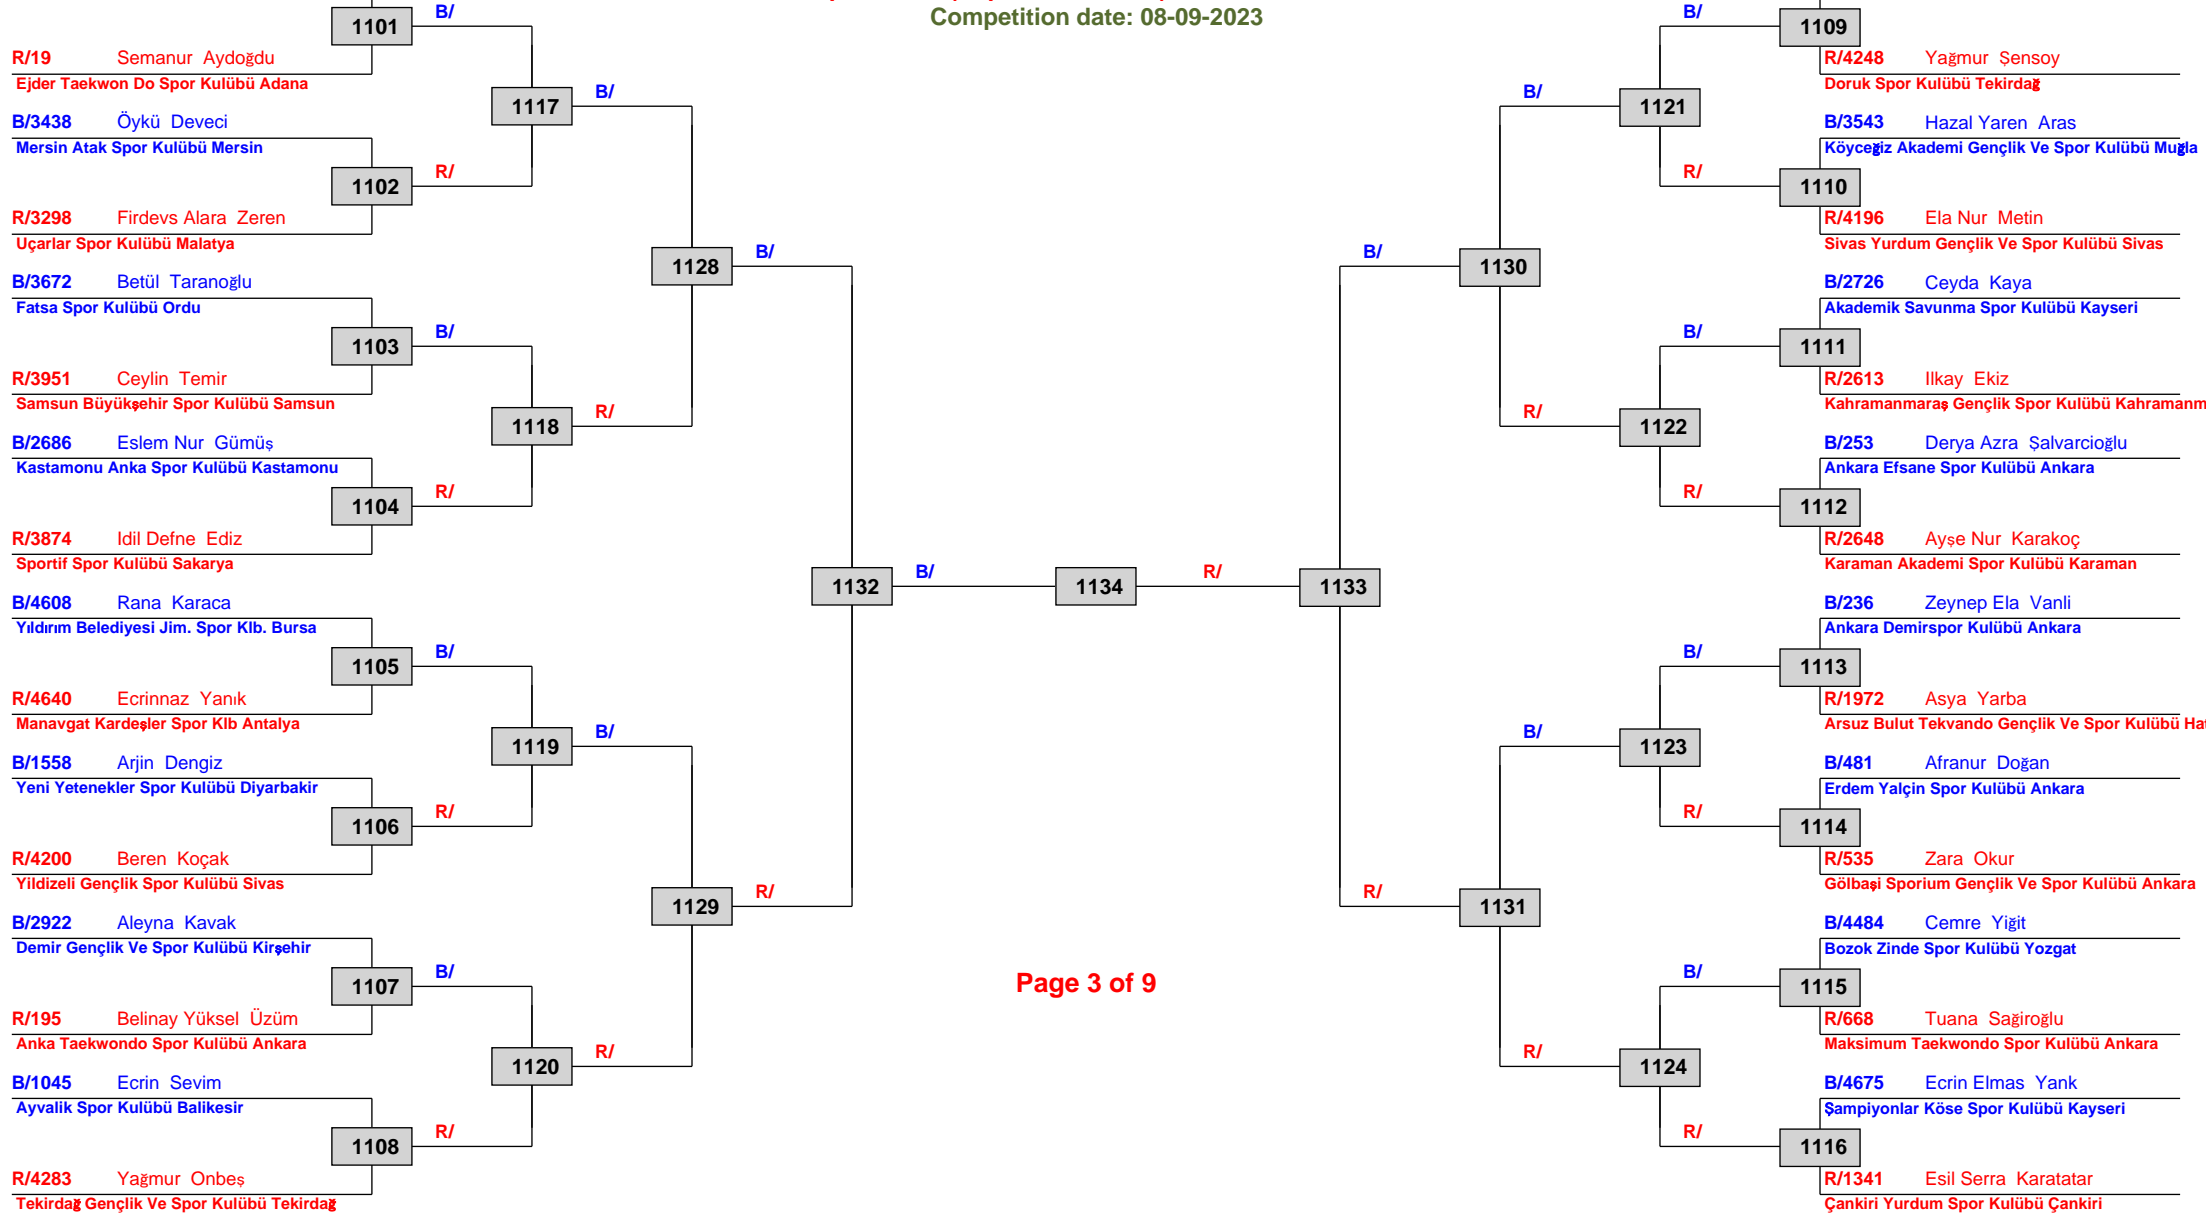 Competition date: 08-09-2023
1101
B/
R/19 Semanur Aydoğdu
Ejder Taekwon Do Spor Kulübü Adana
1117
B/
B/3438 Öykü Deveci
Mersin Atak Spor Kulübü Mersin
1102
R/
R/3298 Firdevs Alara Zeren
Uçarlar Spor Kulübü Malatya
1128
B/
B/3672 Betül Taranoğlu
Fatsa Spor Kulübü Ordu
1103
B/
R/3951 Ceylin Temir
Samsun Büyükşehir Spor Kulübü Samsun
1118
R/
B/2686 Eslem Nur Gümüş
Kastamonu Anka Spor Kulübü Kastamonu
1104
R/
R/3874 Idil Defne Ediz
Sportif Spor Kulübü Sakarya
1132
B/
1134
R/
1133
B/4608 Rana Karaca
Yıldırım Belediyesi Jim. Spor Klb. Bursa
1105
B/
R/4640 Ecrinnaz Yanık
Manavgat Kardeşler Spor Klb Antalya
1119
B/
B/1558 Arjin Dengiz
Yeni Yetenekler Spor Kulübü Diyarbakir
1106
R/
R/4200 Beren Koçak
Yildizeli Gençlik Spor Kulübü Sivas
1129
R/
B/2922 Aleyna Kavak
Demir Gençlik Ve Spor Kulübü Kirşehir
1107
B/
R/195 Belinay Yüksel Üzüm
Anka Taekwondo Spor Kulübü Ankara
1120
R/
B/1045 Ecrin Sevim
Ayvalik Spor Kulübü Balikesir
1108
R/
R/4283 Yağmur Onbeş
Tekirdağ Gençlik Ve Spor Kulübü Tekirdağ
Page 3 of 9
B/
1109
R/4248 Yağmur Şensoy
Doruk Spor Kulübü Tekirdağ
B/
1121
B/3543 Hazal Yaren Aras
Köyceğiz Akademi Gençlik Ve Spor Kulübü Muğla
R/
1110
R/4196 Ela Nur Metin
Sivas Yurdum Gençlik Ve Spor Kulübü Sivas
B/
1130
B/2726 Ceyda Kaya
Akademik Savunma Spor Kulübü Kayseri
B/
1111
R/2613 Ilkay Ekiz
Kahramanmaraş Gençlik Spor Kulübü Kahramanm
R/
1122
B/253 Derya Azra Şalvarcioğlu
Ankara Efsane Spor Kulübü Ankara
R/
1112
R/2648 Ayşe Nur Karakoç
Karaman Akademi Spor Kulübü Karaman
B/236 Zeynep Ela Vanli
Ankara Demirspor Kulübü Ankara
B/
1113
R/1972 Asya Yarba
Arsuz Bulut Tekvando Gençlik Ve Spor Kulübü Hat
B/
1123
B/481 Afranur Doğan
Erdem Yalçin Spor Kulübü Ankara
R/
1114
R/535 Zara Okur
Gölbaşi Sporium Gençlik Ve Spor Kulübü Ankara
R/
1131
B/4484 Cemre Yiğit
Bozok Zinde Spor Kulübü Yozgat
B/
1115
R/668 Tuana Sağiroğlu
Maksimum Taekwondo Spor Kulübü Ankara
R/
1124
B/4675 Ecrin Elmas Yank
Şampiyonlar Köse Spor Kulübü Kayseri
R/
1116
R/1341 Esil Serra Karatatar
Çankiri Yurdum Spor Kulübü Çankiri